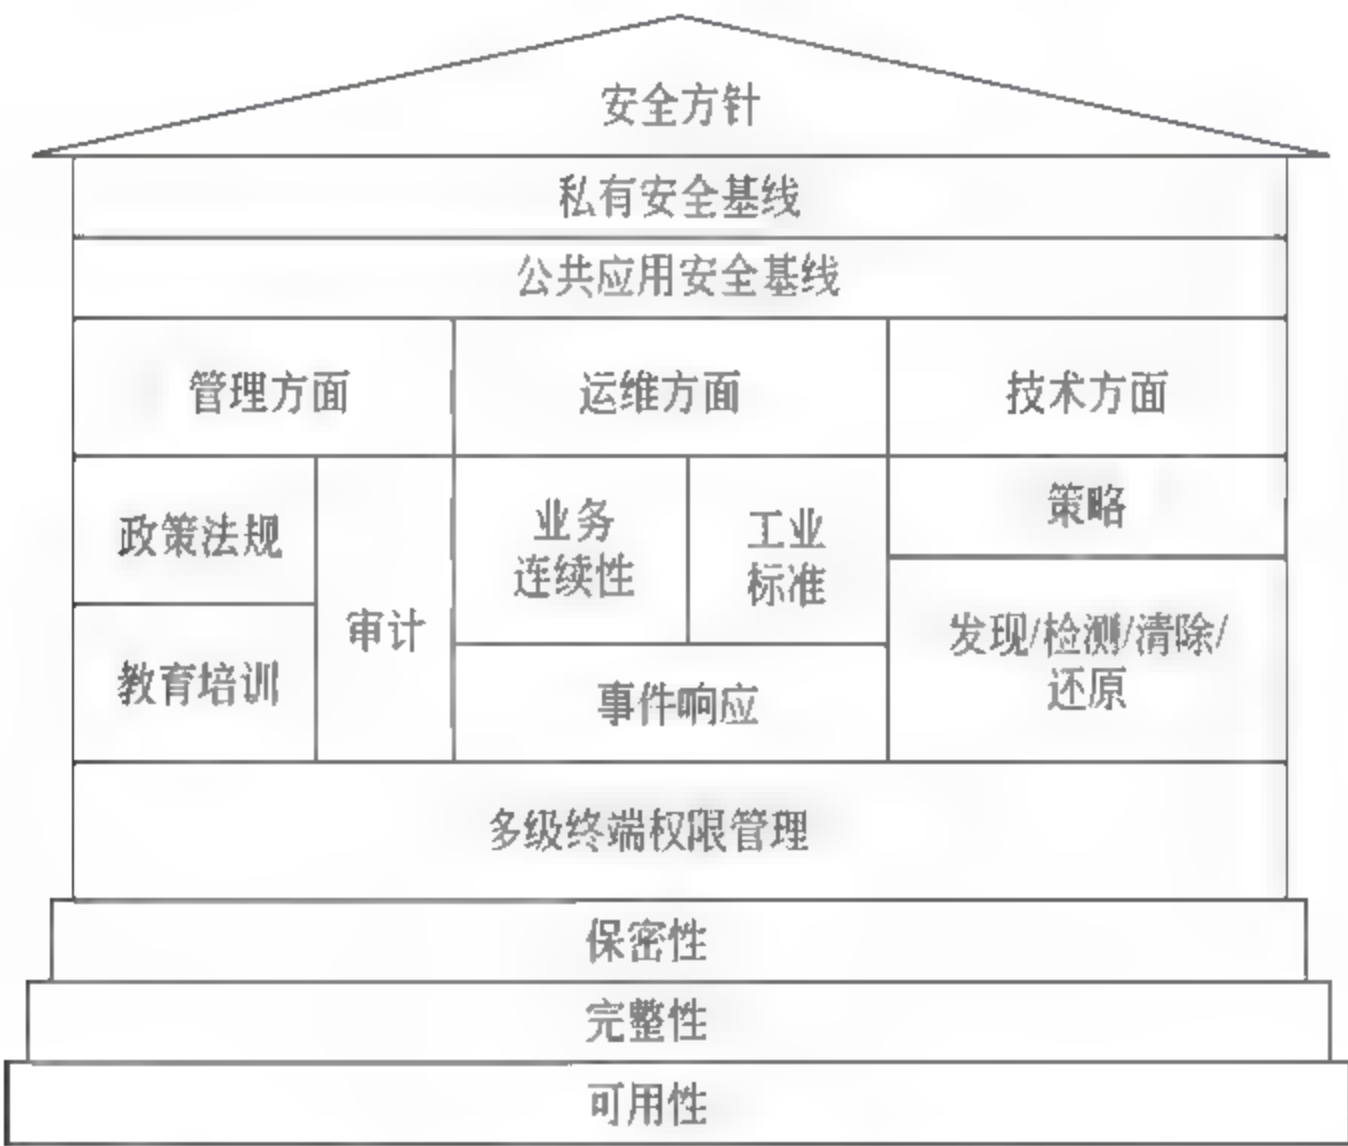 安全方针
私有安全基线
公共应用安全基线
管理方面
运维方面
技术方面
政策法规
教育培训
审计
业务
连续性
工业
标准
事件响应
策略
发现/检测/清除/
还原
多级终端权限管理
保密性
完整性
可用性